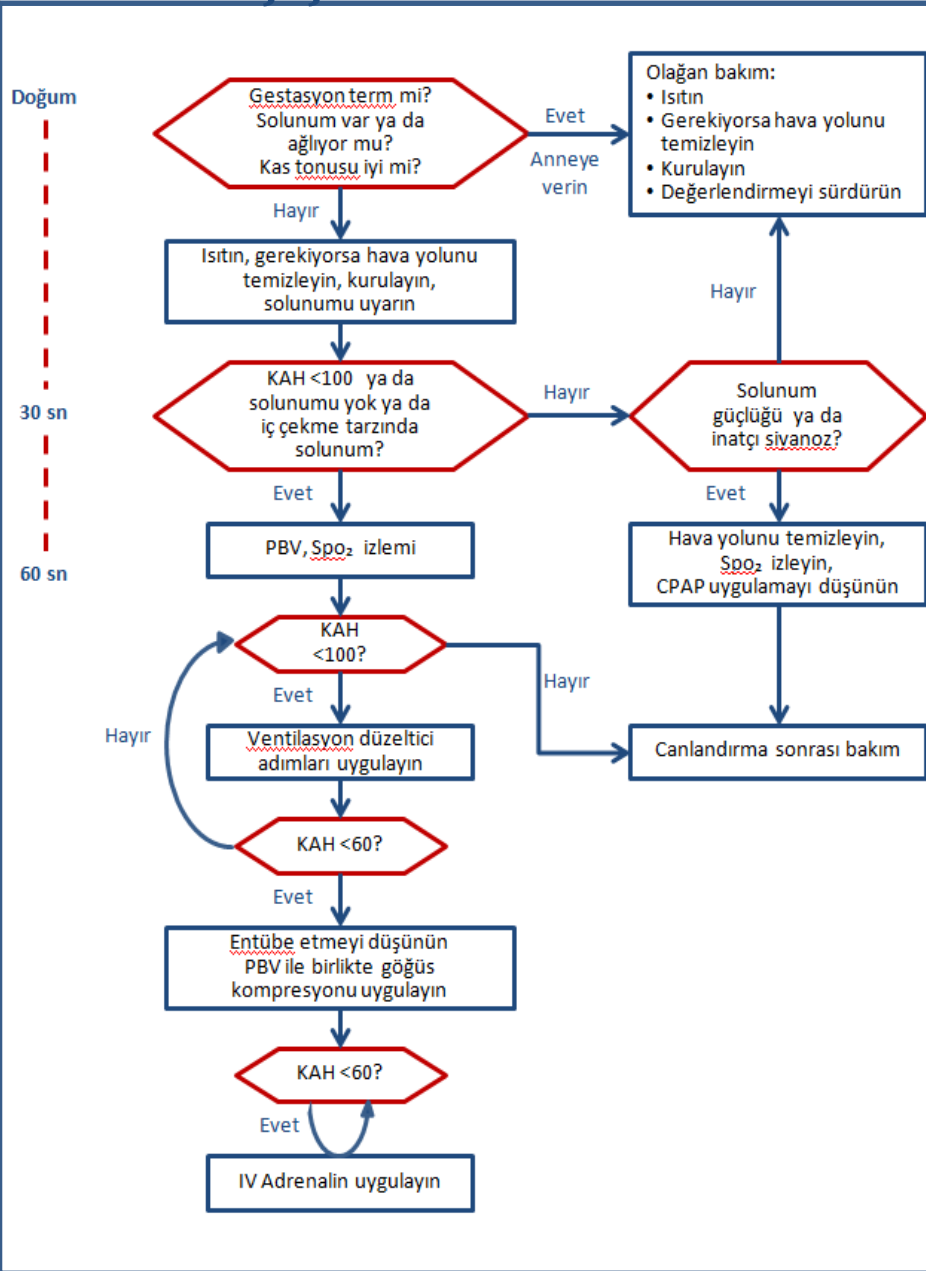 Doğum
Gestasyon term mi?
Solunum var ya da
ağlıyor mu?
Kas tonusu iyi mi?
Evet
Anneye
verin
Olağan bakım:
• Isıtın
• Gerekiyorsa hava yolunu
temizleyin
• Kurulayın
• Değerlendirmeyi sürdürün
Hayır
Isıtın, gerekiyorsa hava yolunu
temizleyin, kurulayın,
solunumu uyarın
Hayır
30 sn
KAH <100 ya da
solunumu yok ya da
iç çekme tarzında
solunum?
Hayır
Solunum
güçlüğü ya da
inatçı siyanoz?
Evet
Evet
PBV, Spo₂ izlemi
Hava yolunu temizleyin,
Spo₂ izleyin,
CPAP uygulamayı düşünün
60 sn
KAH
<100?
Hayır
Evet
Hayır
Ventilasyon düzeltici
adımları uygulayın
Canlandırma sonrası bakım
KAH <60?
Evet
Entübe etmeyi düşünün
PBV ile birlikte göğüs
kompresyonu uygulayın
KAH <60?
Evet
IV Adrenalin uygulayın